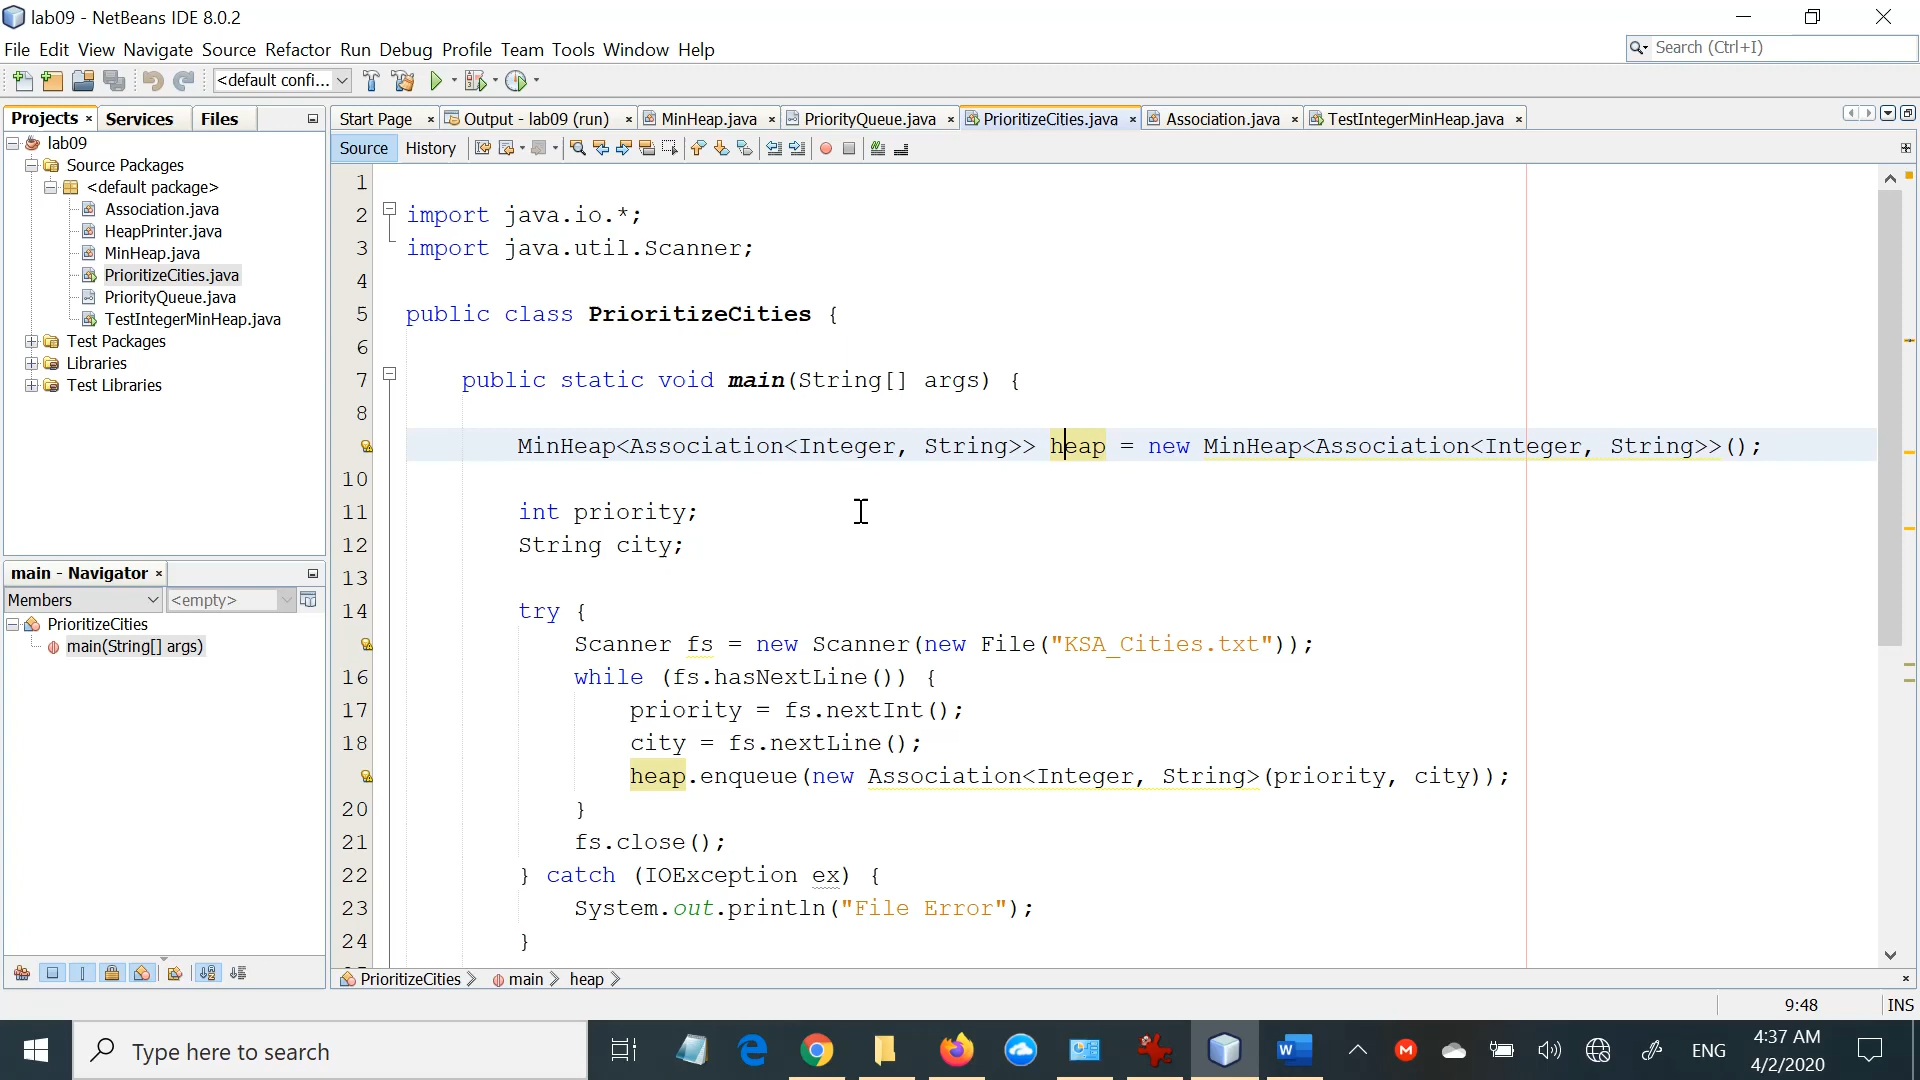 lab09 - NetBeans IDE 8.0.2
File Edit View Navigate Source Refactor Run Debug Profile Team Tools Window Help
Search (Ctrl+I)
<default confi...
Projects Services Files
Start Page Output - lab09 (run) MinHeap.java PriorityQueue.java PrioritizeCities.java Association.java TestIntegerMinHeap.java
Source History
lab09
Source Packages
<default package>
Association.java
HeapPrinter.java
MinHeap.java
PrioritizeCities.java
PriorityQueue.java
TestIntegerMinHeap.java
Test Packages
Libraries
Test Libraries
main - Navigator
Members <empty>
PrioritizeCities
main(String[] args)
1
2 import java.io.*;
3 import java.util.Scanner;
4
5 public class PrioritizeCities {
6
7 public static void main(String[] args) {
8
MinHeap<Association<Integer, String>> heap = new MinHeap<Association<Integer, String>>();
10
11 int priority;
12 String city;
13
14 try {
Scanner fs = new Scanner(new File("KSA_Cities.txt"));
16 while (fs.hasNextLine()) {
17 priority = fs.nextInt();
18 city = fs.nextLine();
heap.enqueue(new Association<Integer, String>(priority, city));
20 }
21 fs.close();
22 } catch (IOException ex) {
23 System.out.println("File Error");
24 }
PrioritizeCities main heap
9:48 INS
Type here to search
ENG
4:37 AM
4/2/2020